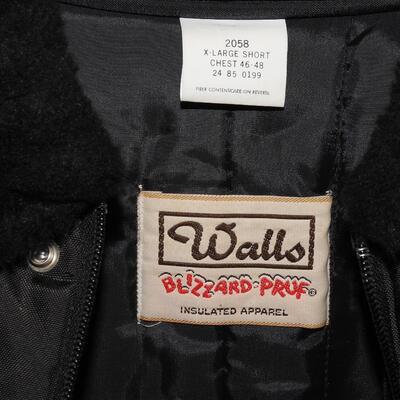 2058
X-LARGE SHORT
CHEST 46-48
24 85 0199
FIBER CONTENT/CARE ON REVERSE
Walls
BLIZZARD-PRUF®
INSULATED APPAREL